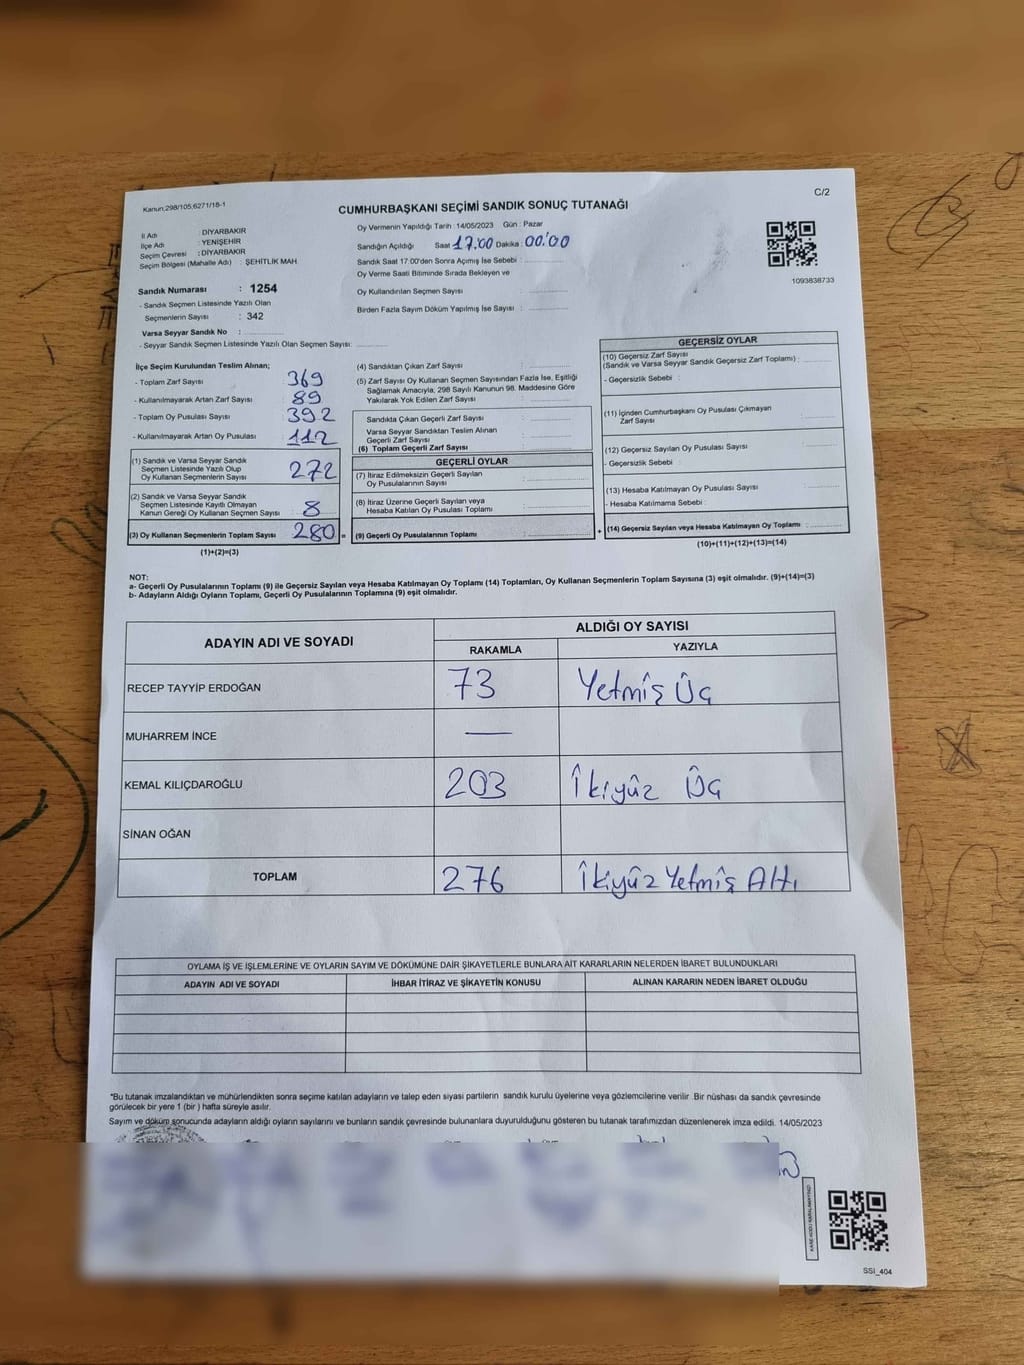 Kanun;298/105;6271/18-1
C/2
CUMHURBAŞKANI SEÇİMİ SANDIK SONUÇ TUTANAĞI
İl Adı : DİYARBAKIR
İlçe Adı : YENİŞEHİR
Seçim Çevresi : DİYARBAKIR
Seçim Bölgesi (Mahalle Adı) : ŞEHİTLİK MAH.
Sandık Numarası : 1254
- Sandık Seçmen Listesinde Yazılı Olan
Seçmenlerin Sayısı : 342
Varsa Seyyar Sandık No :
- Seyyar Sandık Seçmen Listesinde Yazılı Olan Seçmen Sayısı:
Oy Vermenin Yapıldığı Tarih : 14/05/2023 Gün : Pazar
Sandığın Açıldığı Saat 17.00 Dakika : 00'00
Sandık Saat 17:00'den Sonra Açımış İse Sebebi :
Oy Verme Saati Bitiminde Sırada Bekleyen ve
Oy Kullandırılan Seçmen Sayısı :
Birden Fazla Sayım Döküm Yapılmış İse Sayısı :
1093838733
İlçe Seçim Kurulundan Teslim Alınan;
- Toplam Zarf Sayısı 369
- Kullanılmayarak Artan Zarf Sayısı : 89
- Toplam Oy Pusulası Sayısı : 392
- Kullanılmayarak Artan Oy Pusulası : 112
(1) Sandık ve Varsa Seyyar Sandık
Seçmen Listesinde Yazılı Olup
Oy Kullanan Seçmenlerin Sayısı : 272
(2) Sandık ve Varsa Seyyar Sandık
Seçmen Listesinde Kayıtlı Olmayan
Kanun Gereği Oy Kullanan Seçmen Sayısı : 8
(3) Oy Kullanan Seçmenlerin Toplam Sayısı : 280 =
(1)+(2)=(3)
(4) Sandıktan Çıkan Zarf Sayısı :
(5) Zarf Sayısı Oy Kullanan Seçmen Sayısından Fazla İse, Eşitliği
Sağlamak Amacıyla, 298 Sayılı Kanunun 98. Maddesine Göre
Yakılarak Yok Edilen Zarf Sayısı :
Sandıkta Çıkan Geçerli Zarf Sayısı :
Varsa Seyyar Sandıktan Teslim Alınan
Geçerli Zarf Sayısı :
(6) Toplam Geçerli Zarf Sayısı :
GEÇERLİ OYLAR
(7) İtiraz Edilmeksizin Geçerli Sayılan
Oy Pusulalarının Sayısı :
(8) İtiraz Üzerine Geçerli Sayılan veya
Hesaba Katılan Oy Pusulası Toplamı :
(9) Geçerli Oy Pusulalarının Toplamı : +
GEÇERSİZ OYLAR
(10) Geçersiz Zarf Sayısı
(Sandık ve Varsa Seyyar Sandık Geçersiz Zarf Toplamı) :
- Geçersizlik Sebebi :
(11) İçinden Cumhurbaşkanı Oy Pusulası Çıkmayan
Zarf Sayısı :
(12) Geçersiz Sayılan Oy Pusulası Sayısı :
- Geçersizlik Sebebi :
(13) Hesaba Katılmayan Oy Pusulası Sayısı :
- Hesaba Katılmama Sebebi :
(14) Geçersiz Sayılan veya Hesaba Katılmayan Oy Toplamı :
(10)+(11)+(12)+(13)=(14)
NOT:
a- Geçerli Oy Pusulalarının Toplamı (9) ile Geçersiz Sayılan veya Hesaba Katılmayan Oy Toplamı (14) Toplamları, Oy Kullanan Seçmenlerin Toplam Sayısına (3) eşit olmalıdır. (9)+(14)=(3)
b- Adayların Aldığı Oyların Toplamı, Geçerli Oy Pusulalarının Toplamına (9) eşit olmalıdır.
ADAYIN ADI VE SOYADI
ALDIĞI OY SAYISI
RAKAMLA YAZIYLA
RECEP TAYYİP ERDOĞAN 73 Yetmiş Üç
MUHARREM İNCE —
KEMAL KILIÇDAROĞLU 203 İkiyüz Üç
SİNAN OĞAN
TOPLAM 276 İkiyüz Yetmiş Altı
OYLAMA İŞ VE İŞLEMLERİNE VE OYLARIN SAYIM VE DÖKÜMÜNE DAİR ŞİKAYETLERLE BUNLARA AİT KARARLARIN NELERDEN İBARET BULUNDUKLARI
ADAYIN ADI VE SOYADI İHBAR İTİRAZ VE ŞİKAYETİN KONUSU ALINAN KARARIN NEDEN İBARET OLDUĞU
*Bu tutanak imzalandıktan ve mühürlendikten sonra seçime katılan adayların ve talep eden siyasi partilerin sandık kurulu üyelerine veya gözlemcilerine verilir. Bir nüshası da sandık çevresinde
görülecek bir yere 1 (bir ) hafta süreyle asılır.
Sayım ve döküm sonucunda adayların aldığı oyların sayılarını ve bunların sandık çevresinde bulunanlara duyurulduğunu gösteren bu tutanak tarafımızdan düzenlenerek imza edildi. 14/05/2023
SSİ_404